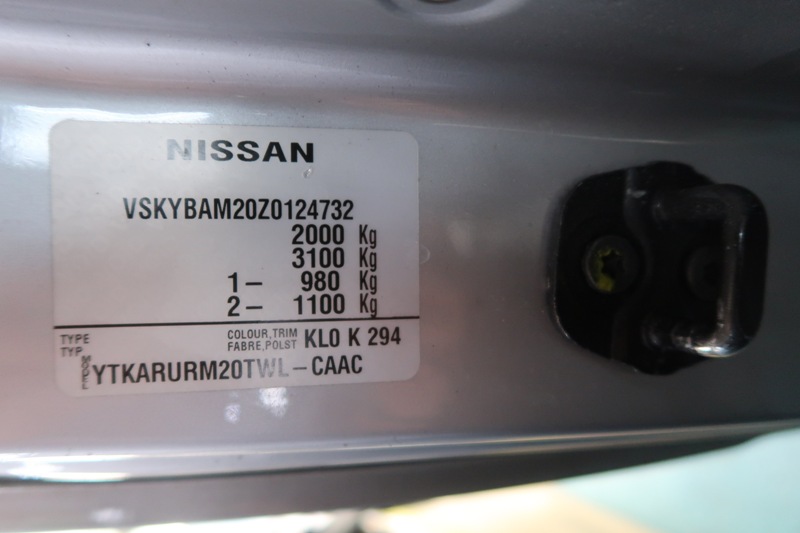 NISSAN
VSKYBAM20Z0124732
2000 Kg
3100 Kg
1- 980 Kg
2- 1100 Kg
TYPE
TYP
COLOUR,TRIM
FABRE,POLST
KL0 K 294
MODEL
YTKARURM20TWL-CAAC